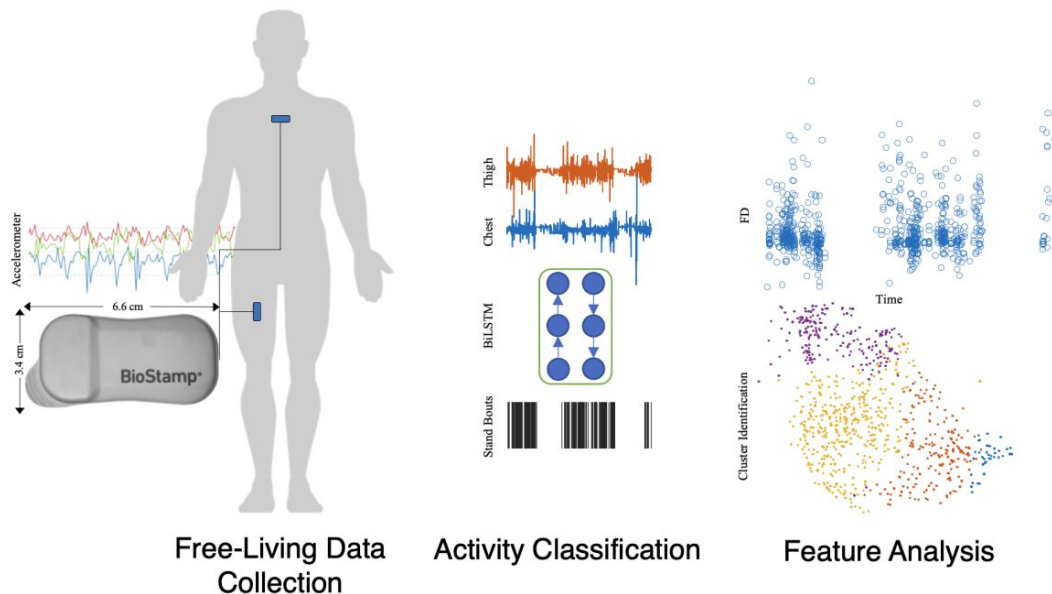 Accelerometer
6.6 cm
3.4 cm
BioStamp®
Free-Living Data
Collection
Thigh
Chest
BiLSTM
Stand Bouts
Activity Classification
FD
Time
Cluster Identification
Feature Analysis